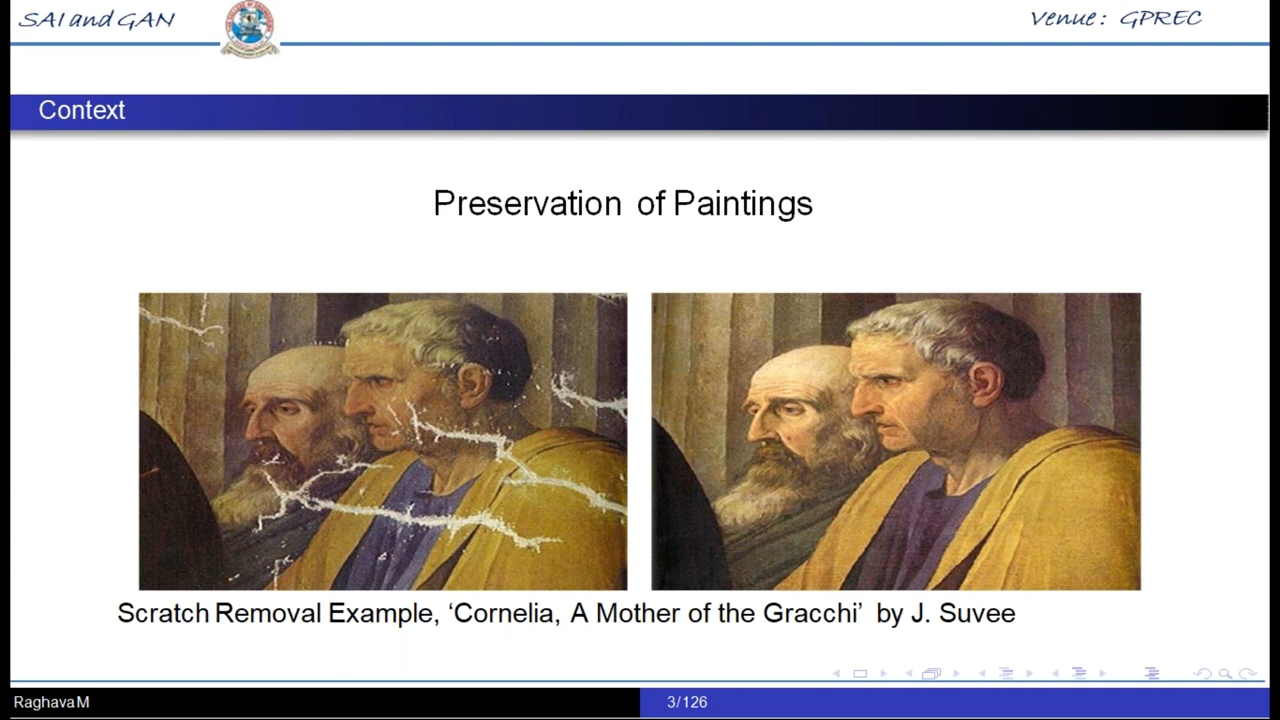 SAI and GAN
Venue: GPREC
Context
Preservation of Paintings
Scratch Removal Example, ‘Cornelia, A Mother of the Gracchi’ by J. Suvee
Raghava M
3/126